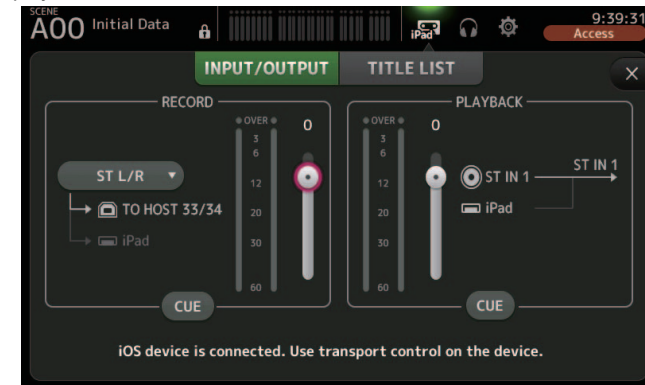 SCENE
A00 Initial Data
iPad
9:39:31
Access
INPUT/OUTPUT
TITLE LIST
RECORD
ST L/R
TO HOST 33/34
iPad
OVER
3
6
12
20
30
60
0
CUE
PLAYBACK
OVER
3
6
12
20
30
60
0
ST IN 1
ST IN 1
iPad
CUE
iOS device is connected. Use transport control on the device.